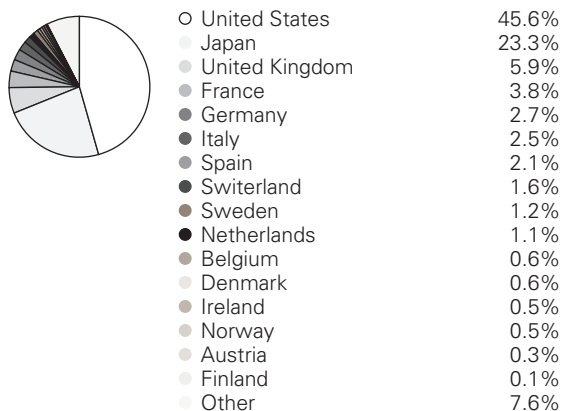 United States 45.6%
Japan 23.3%
United Kingdom 5.9%
France 3.8%
Germany 2.7%
Italy 2.5%
Spain 2.1%
Switerland 1.6%
Sweden 1.2%
Netherlands 1.1%
Belgium 0.6%
Denmark 0.6%
Ireland 0.5%
Norway 0.5%
Austria 0.3%
Finland 0.1%
Other 7.6%